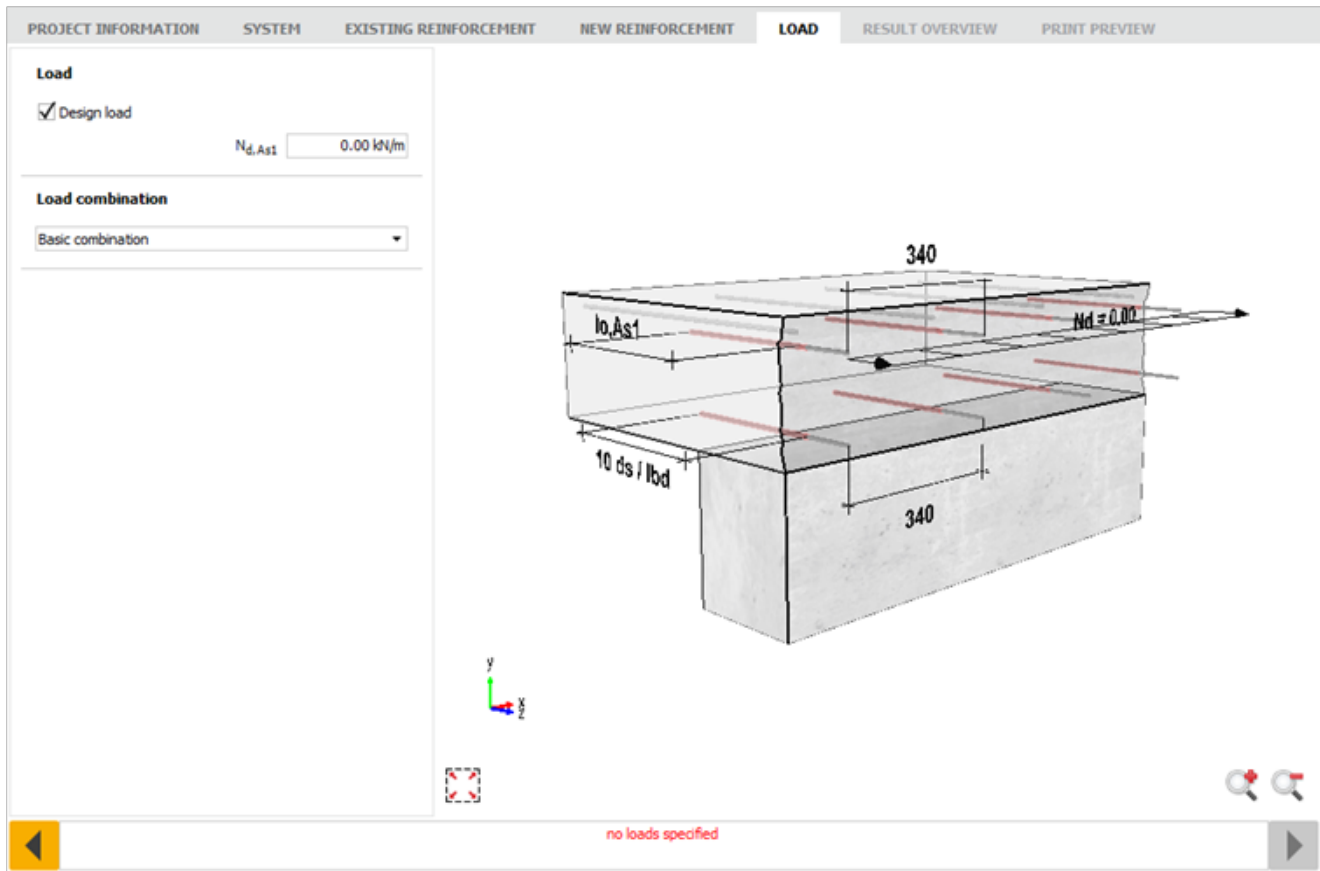 PROJECT INFORMATION SYSTEM EXISTING REINFORCEMENT NEW REINFORCEMENT LOAD RESULT OVERVIEW PRINT PREVIEW
Load
Design load
Nd,As1 0.00 kN/m
Load combination
Basic combination
340
lo,As1
Nd = 0.00
10 ds / lbd
340
y
x
z
no loads specified